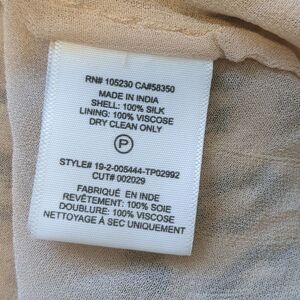 RN# 105230 CA#58350
MADE IN INDIA
SHELL: 100% SILK
LINING: 100% VISCOSE
DRY CLEAN ONLY
P
STYLE# 19-2-005444-TP02992
CUT# 002029
FABRIQUÉ EN INDE
REVÊTEMENT: 100% SOIE
DOUBLURE: 100% VISCOSE
NETTOYAGE À SEC UNIQUEMENT